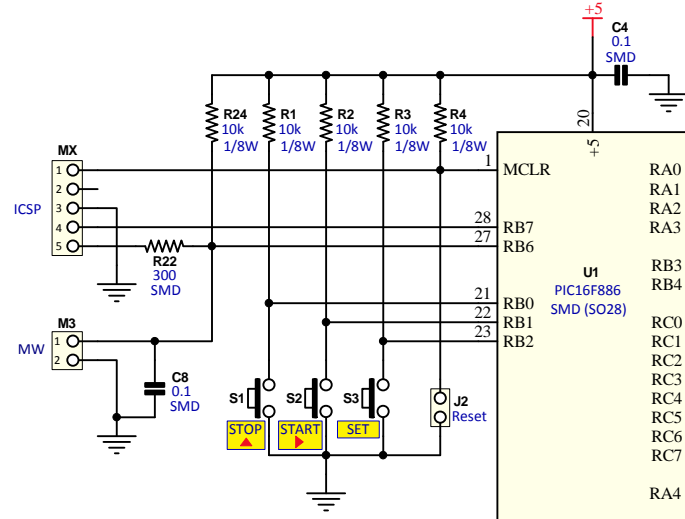 +5
C4
0.1
SMD
R24
10k
1/8W
R1
10k
1/8W
R2
10k
1/8W
R3
10k
1/8W
R4
10k
1/8W
20
+5
MX
1
2
3
4
5
ICSP
1
MCLR
28
RB7
27
RB6
21
RB0
22
RB1
23
RB2
R22
300
SMD
U1
PIC16F886
SMD (SO28)
RA0
RA1
RA2
RA3
RB3
RB4
RC0
RC1
RC2
RC3
RC4
RC5
RC6
RC7
RA4
M3
1
2
MW
C8
0.1
SMD
S1
STOP
S2
START
S3
SET
J2
Reset